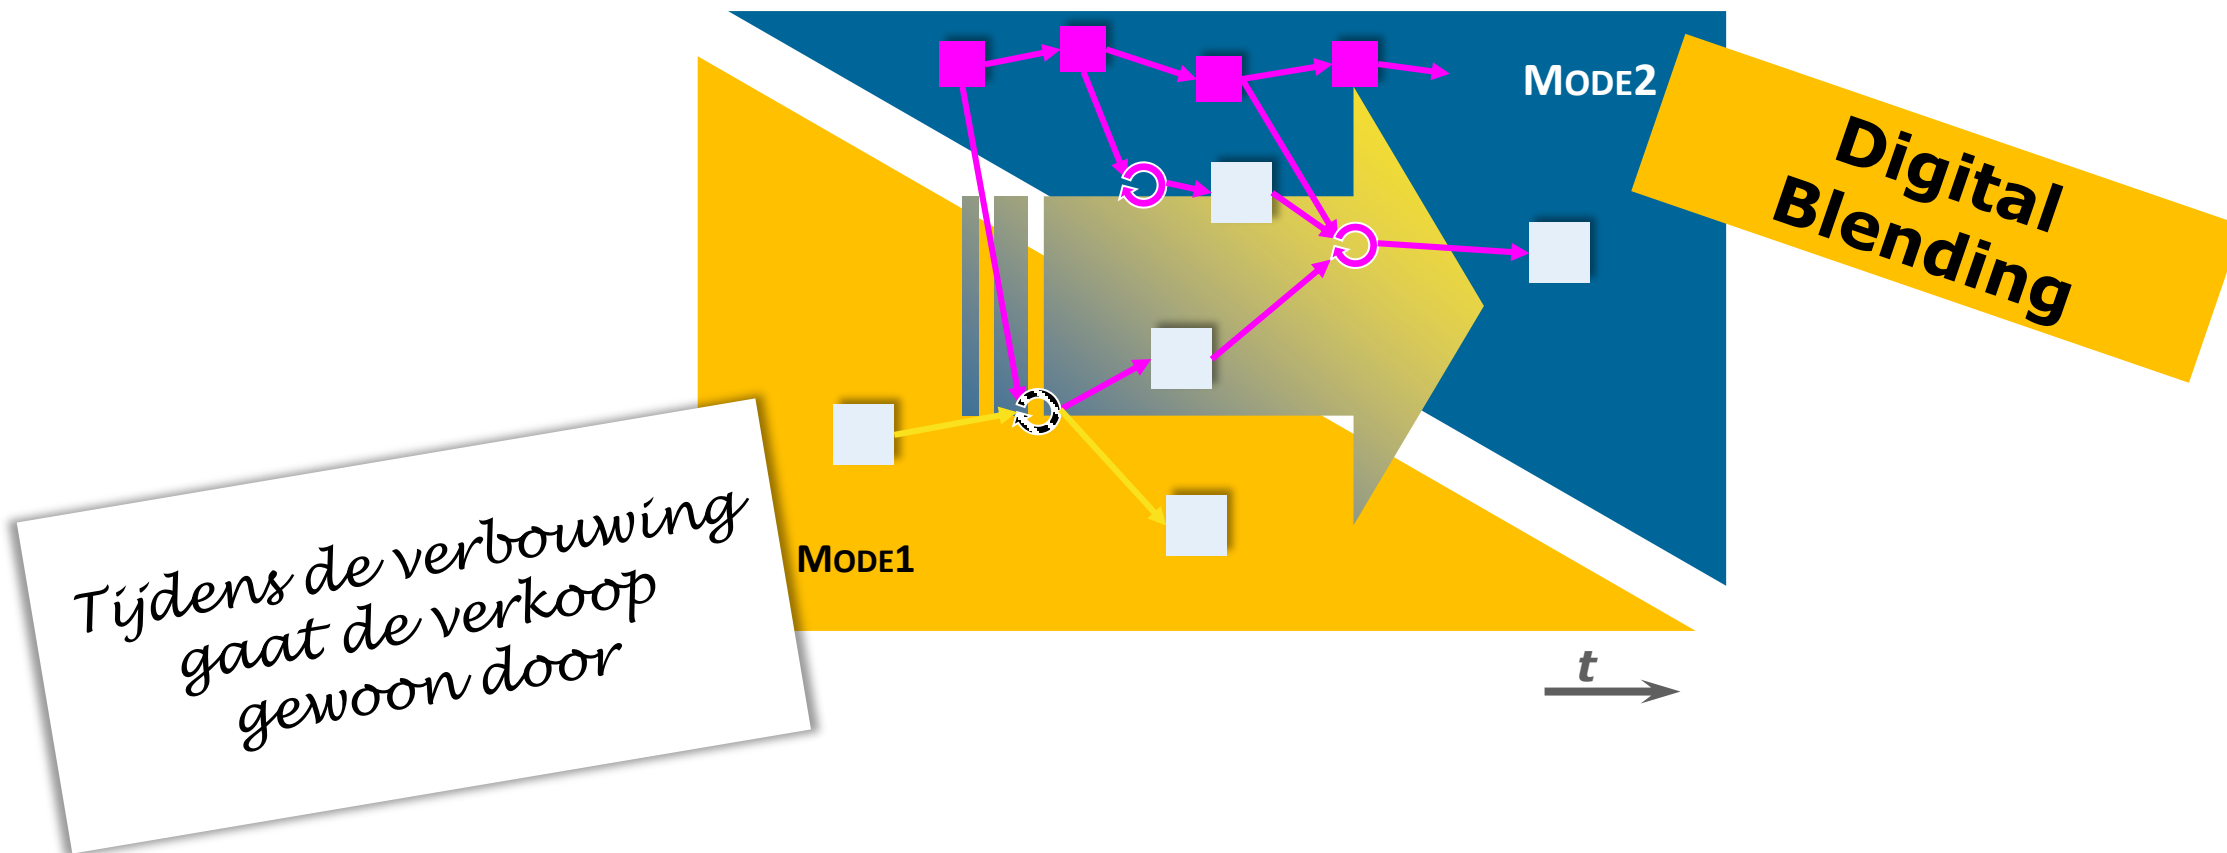 MODE2
Digital
Blending
Tijdens de verbouwing
gaat de verkoop
gewoon door
MODE1
t